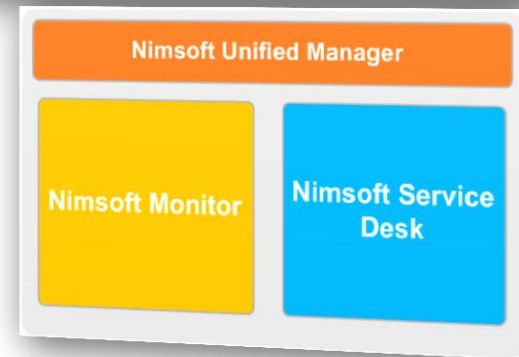 Nimsoft Unified Manager
Nimsoft Monitor
Nimsoft Service
Desk